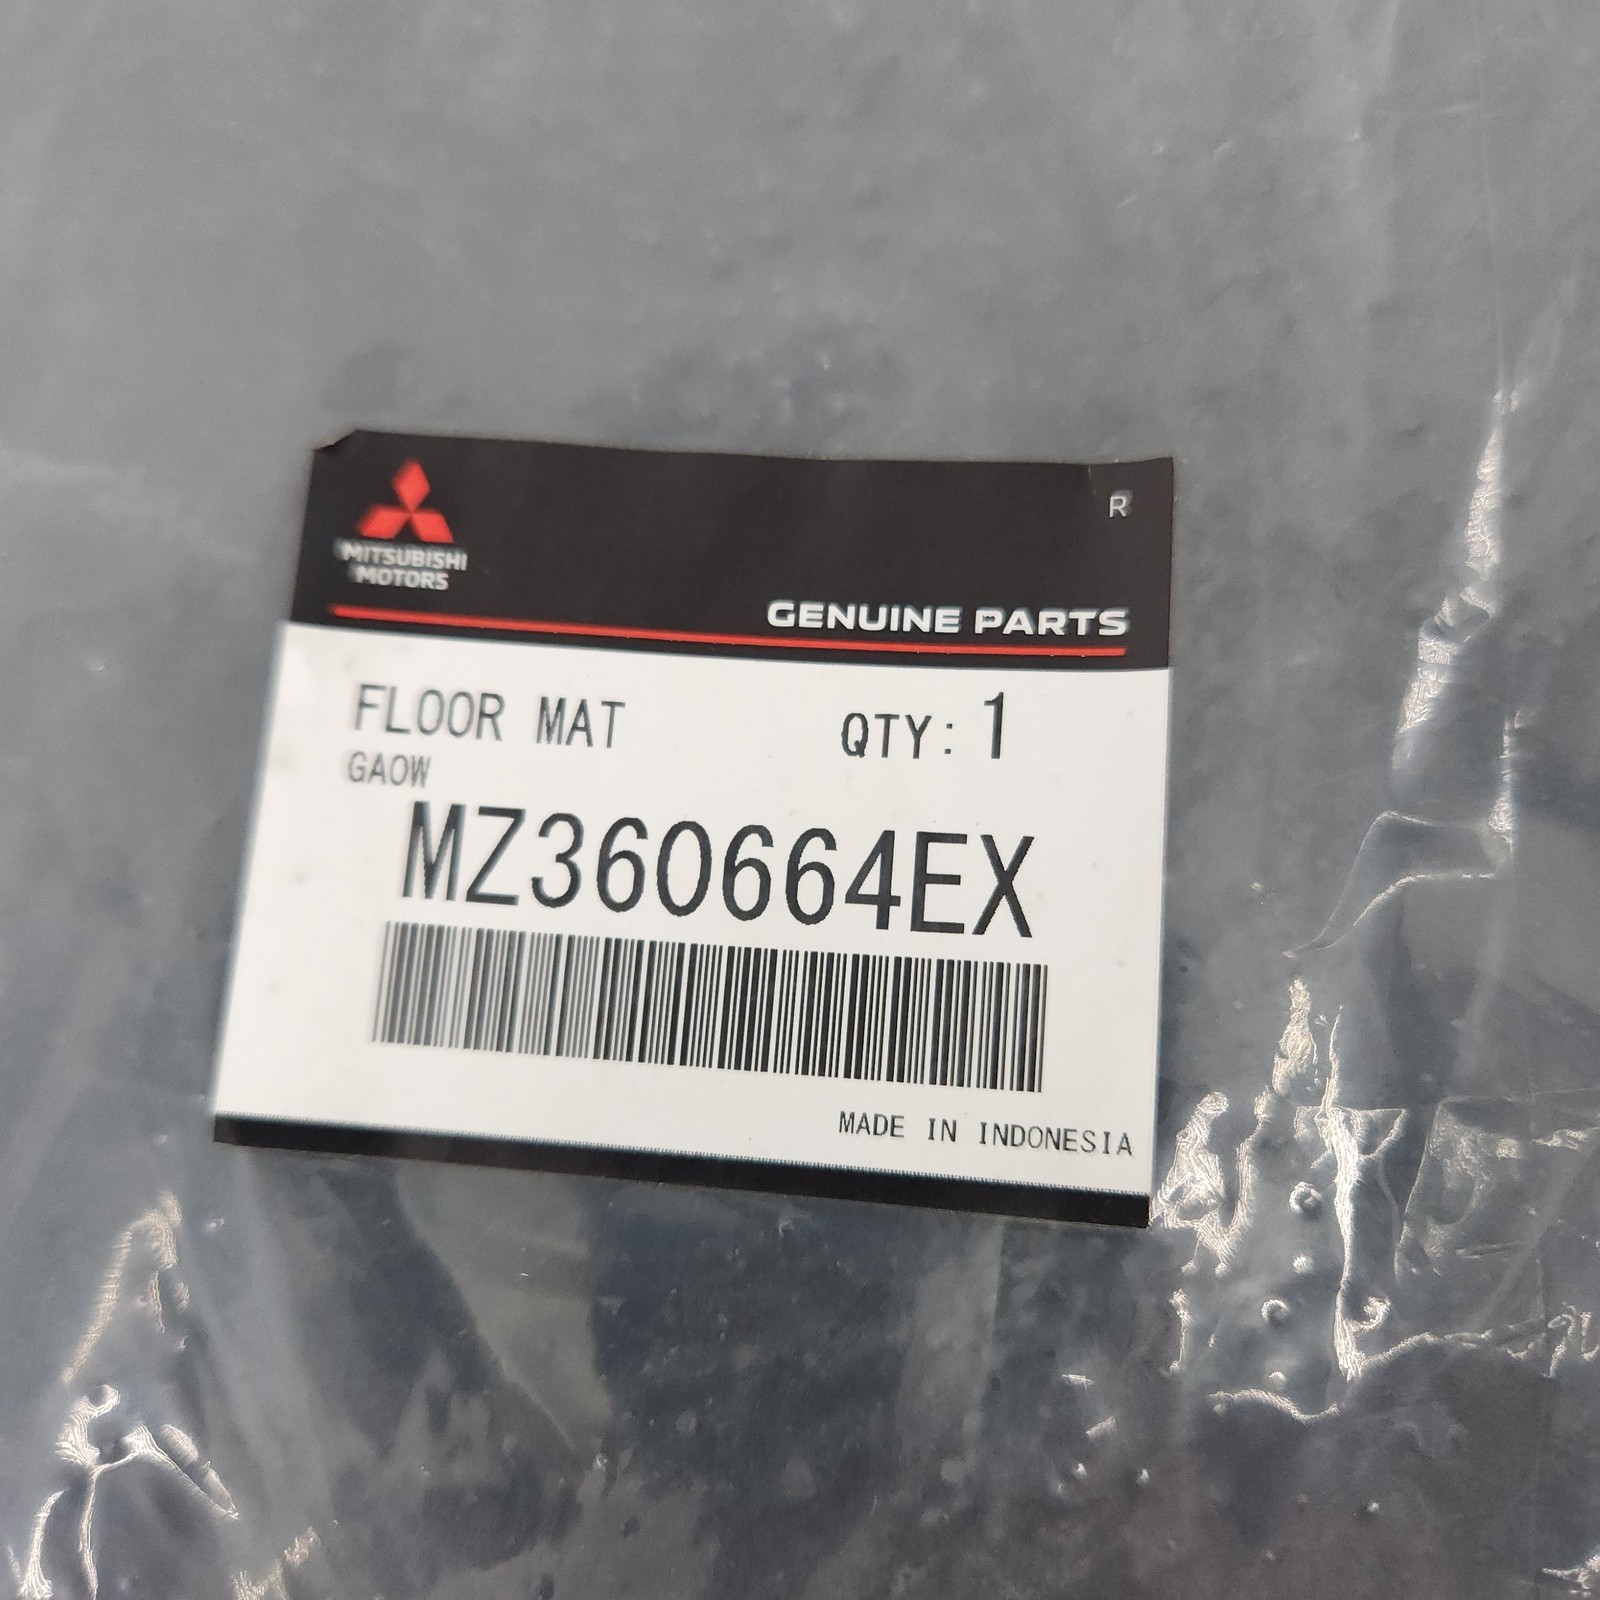 R
MITSUBISHI
MOTORS
GENUINE PARTS
FLOOR MAT QTY: 1
GAOW
MZ360664EX
MADE IN INDONESIA